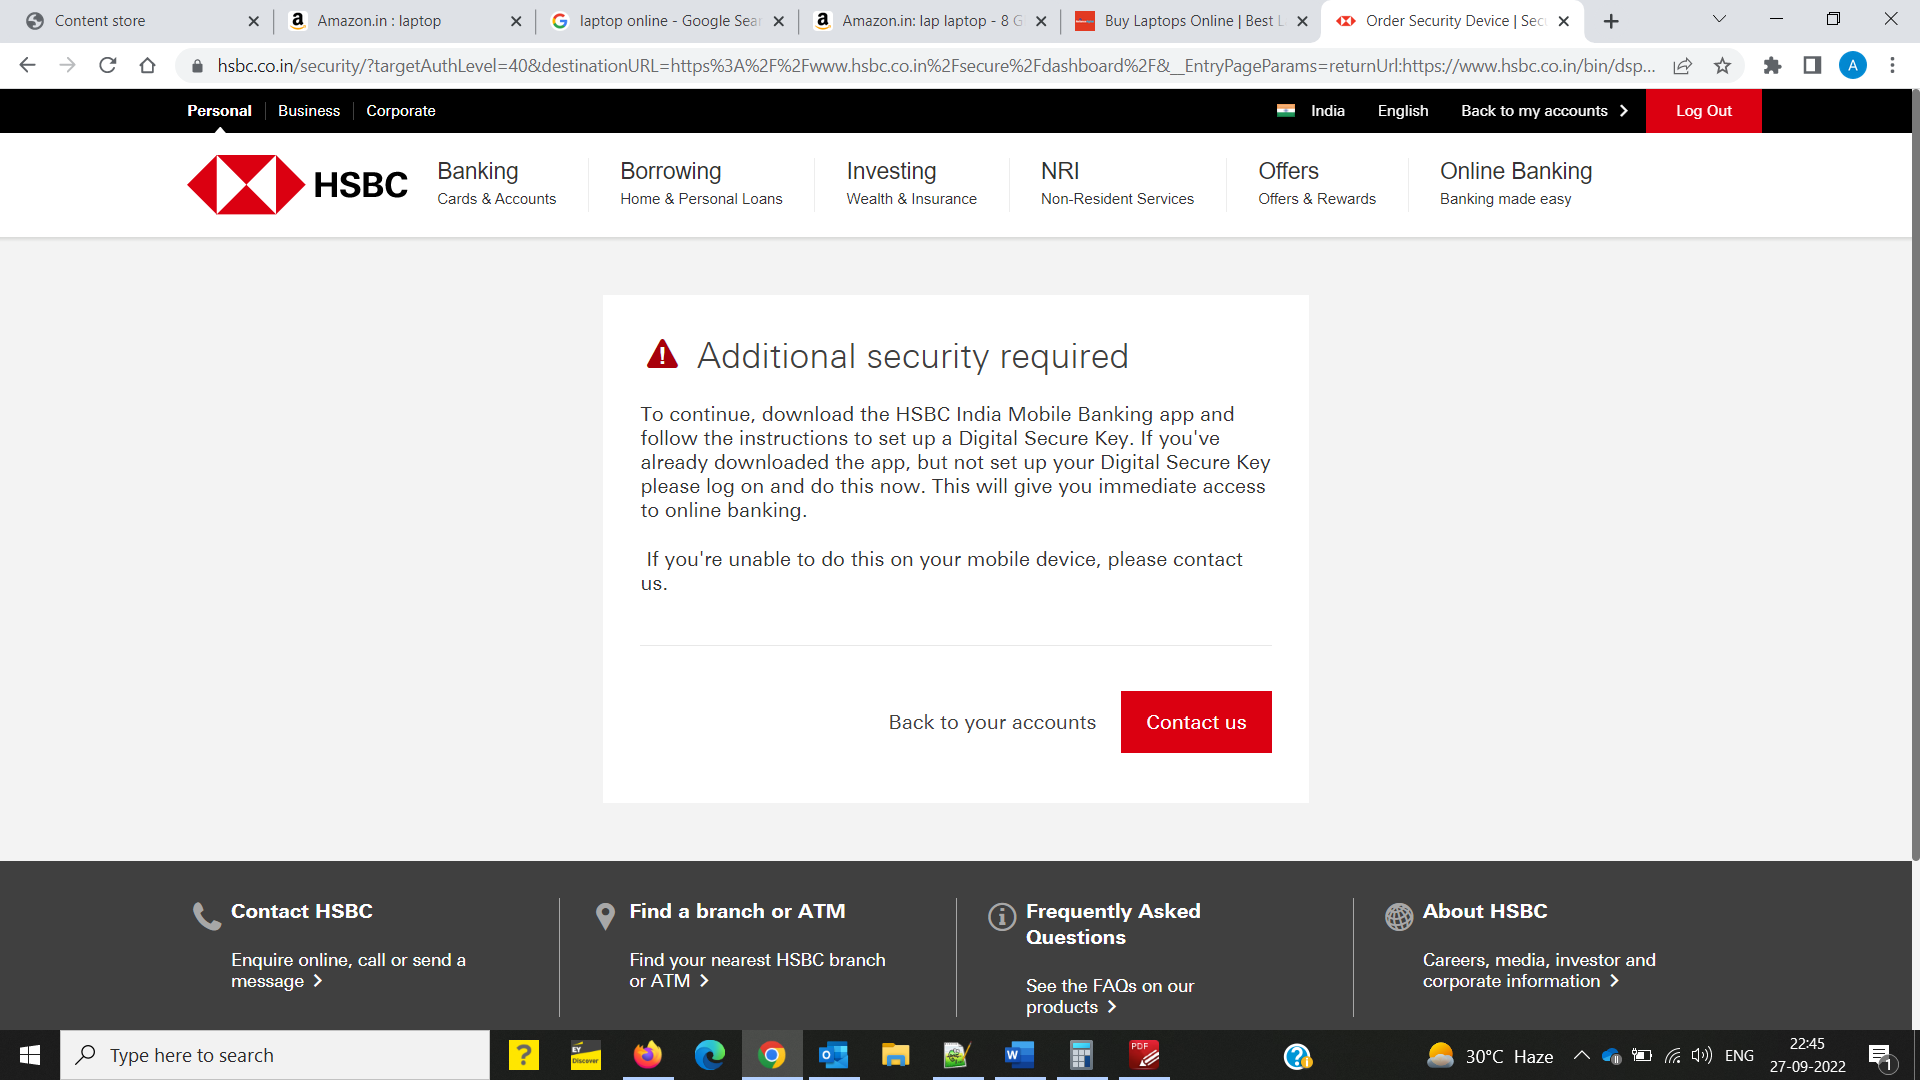 Content store
Amazon.in : laptop
laptop online - Google Sear
Amazon.in: lap laptop - 8 G
Buy Laptops Online | Best L
Order Security Device | Secu
hsbc.co.in/security/?targetAuthLevel=40&destinationURL=https%3A%2F%2Fwww.hsbc.co.in%2Fsecure%2Fdashboard%2F&__EntryPageParams=returnUrl:https://www.hsbc.co.in/bin/dsp...
A
Personal Business Corporate
India English Back to my accounts Log Out
HSBC
Banking
Cards & Accounts
Borrowing
Home & Personal Loans
Investing
Wealth & Insurance
NRI
Non-Resident Services
Offers
Offers & Rewards
Online Banking
Banking made easy
Additional security required
To continue, download the HSBC India Mobile Banking app and
follow the instructions to set up a Digital Secure Key. If you've
already downloaded the app, but not set up your Digital Secure Key
please log on and do this now. This will give you immediate access
to online banking.
If you're unable to do this on your mobile device, please contact
us.
Back to your accounts
Contact us
Contact HSBC
Enquire online, call or send a
message
Find a branch or ATM
Find your nearest HSBC branch
or ATM
Frequently Asked
Questions
See the FAQs on our
products
About HSBC
Careers, media, investor and
corporate information
Type here to search
EY
Discover
PDF
30°C Haze
ENG
22:45
27-09-2022
1